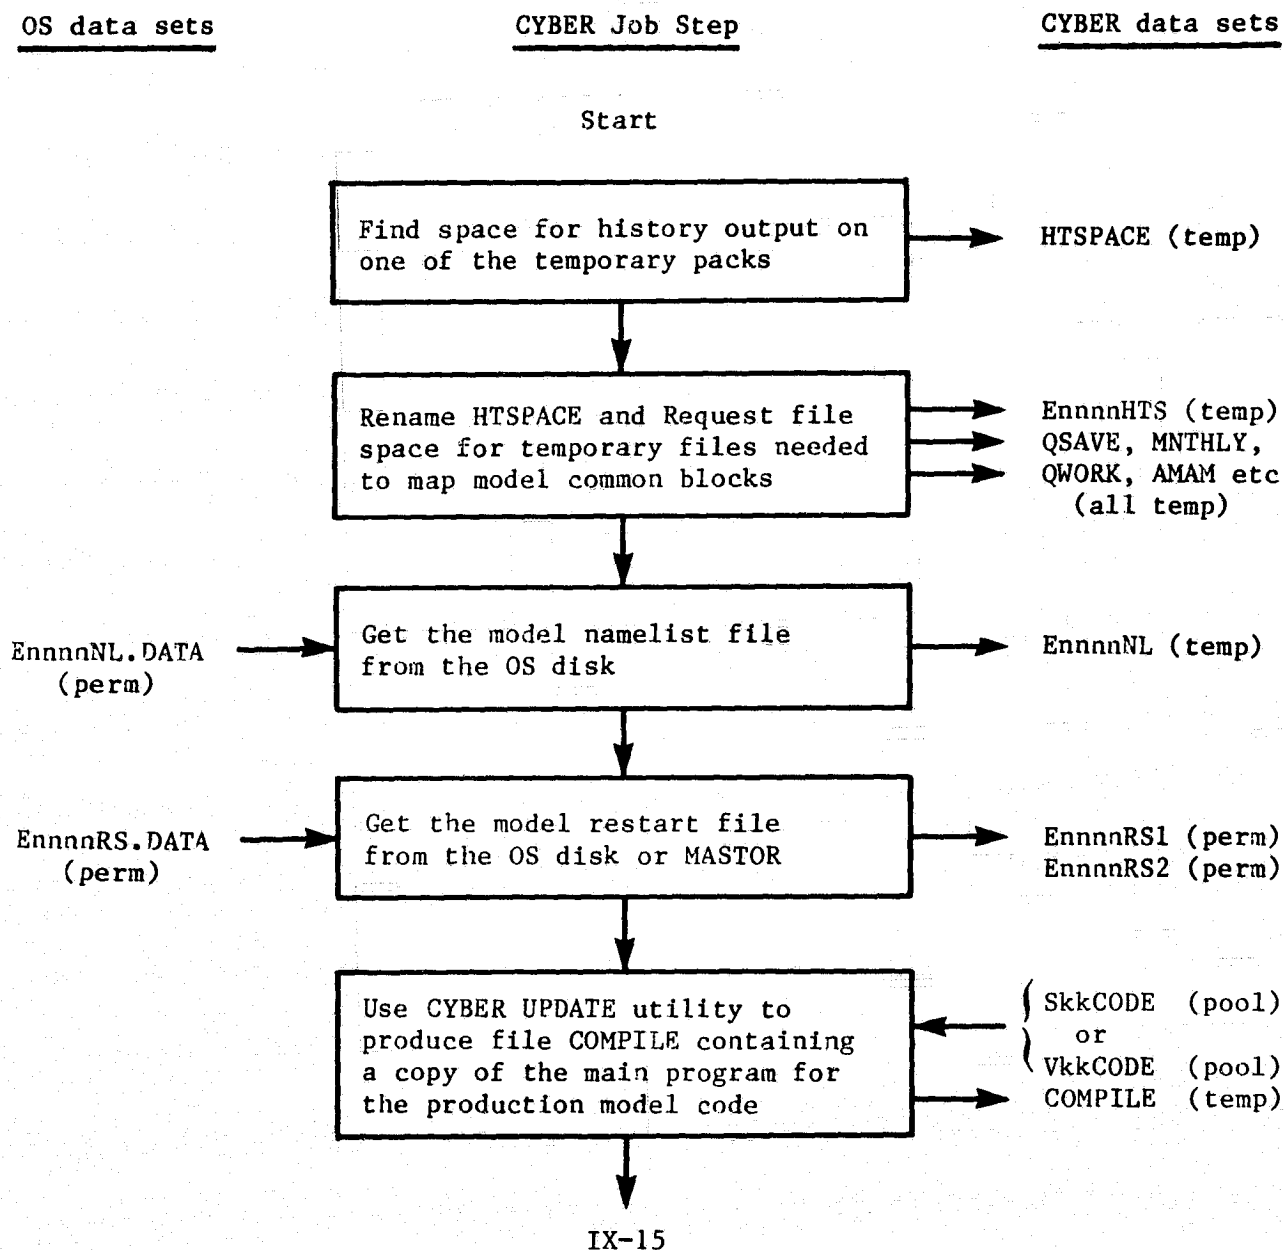 OS data sets
CYBER Job Step
CYBER data sets
Start
Find space for history output on
one of the temporary packs
HTSPACE (temp)
Rename HTSPACE and Request file
space for temporary files needed
to map model common blocks
EnnnnHTS (temp)
QSAVE, MNTHLY,
QWORK, AMAM etc
(all temp)
EnnnnNL.DATA
(perm)
Get the model namelist file
from the OS disk
EnnnnNL (temp)
EnnnnRS.DATA
(perm)
Get the model restart file
from the OS disk or MASTOR
EnnnnRS1 (perm)
EnnnnRS2 (perm)
Use CYBER UPDATE utility to
produce file COMPILE containing
a copy of the main program for
the production model code
SkkCODE (pool)
or
VkkCODE (pool)
COMPILE (temp)
IX-15